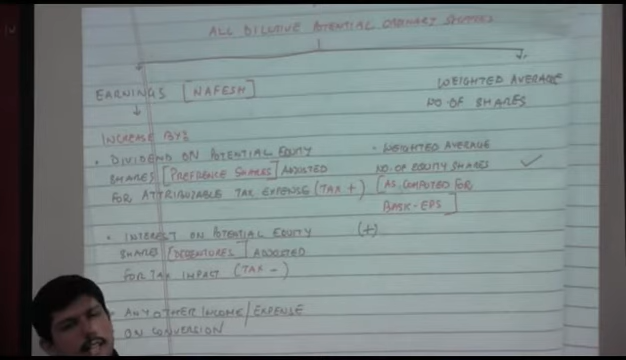 ALL DILUTIVE POTENTIAL ORDINARY SHARES
EARNINGS [NAFESH]
INCREASE BY:
• DIVIDEND ON POTENTIAL EQUITY
SHARES [PREFERENCE SHARES] ADJUSTED
FOR ATTRIBUTABLE TAX EXPENSE (TAX +)
• INTEREST ON POTENTIAL EQUITY
SHARES [DEBENTURES] ADJUSTED
FOR TAX IMPACT (TAX -)
• ANY OTHER INCOME/EXPENSE
ON CONVERSION
WEIGHTED AVERAGE
NO OF SHARES
• WEIGHTED AVERAGE
NO. OF EQUITY SHARES
[AS COMPUTED FOR
BASIC-EPS]
(+)